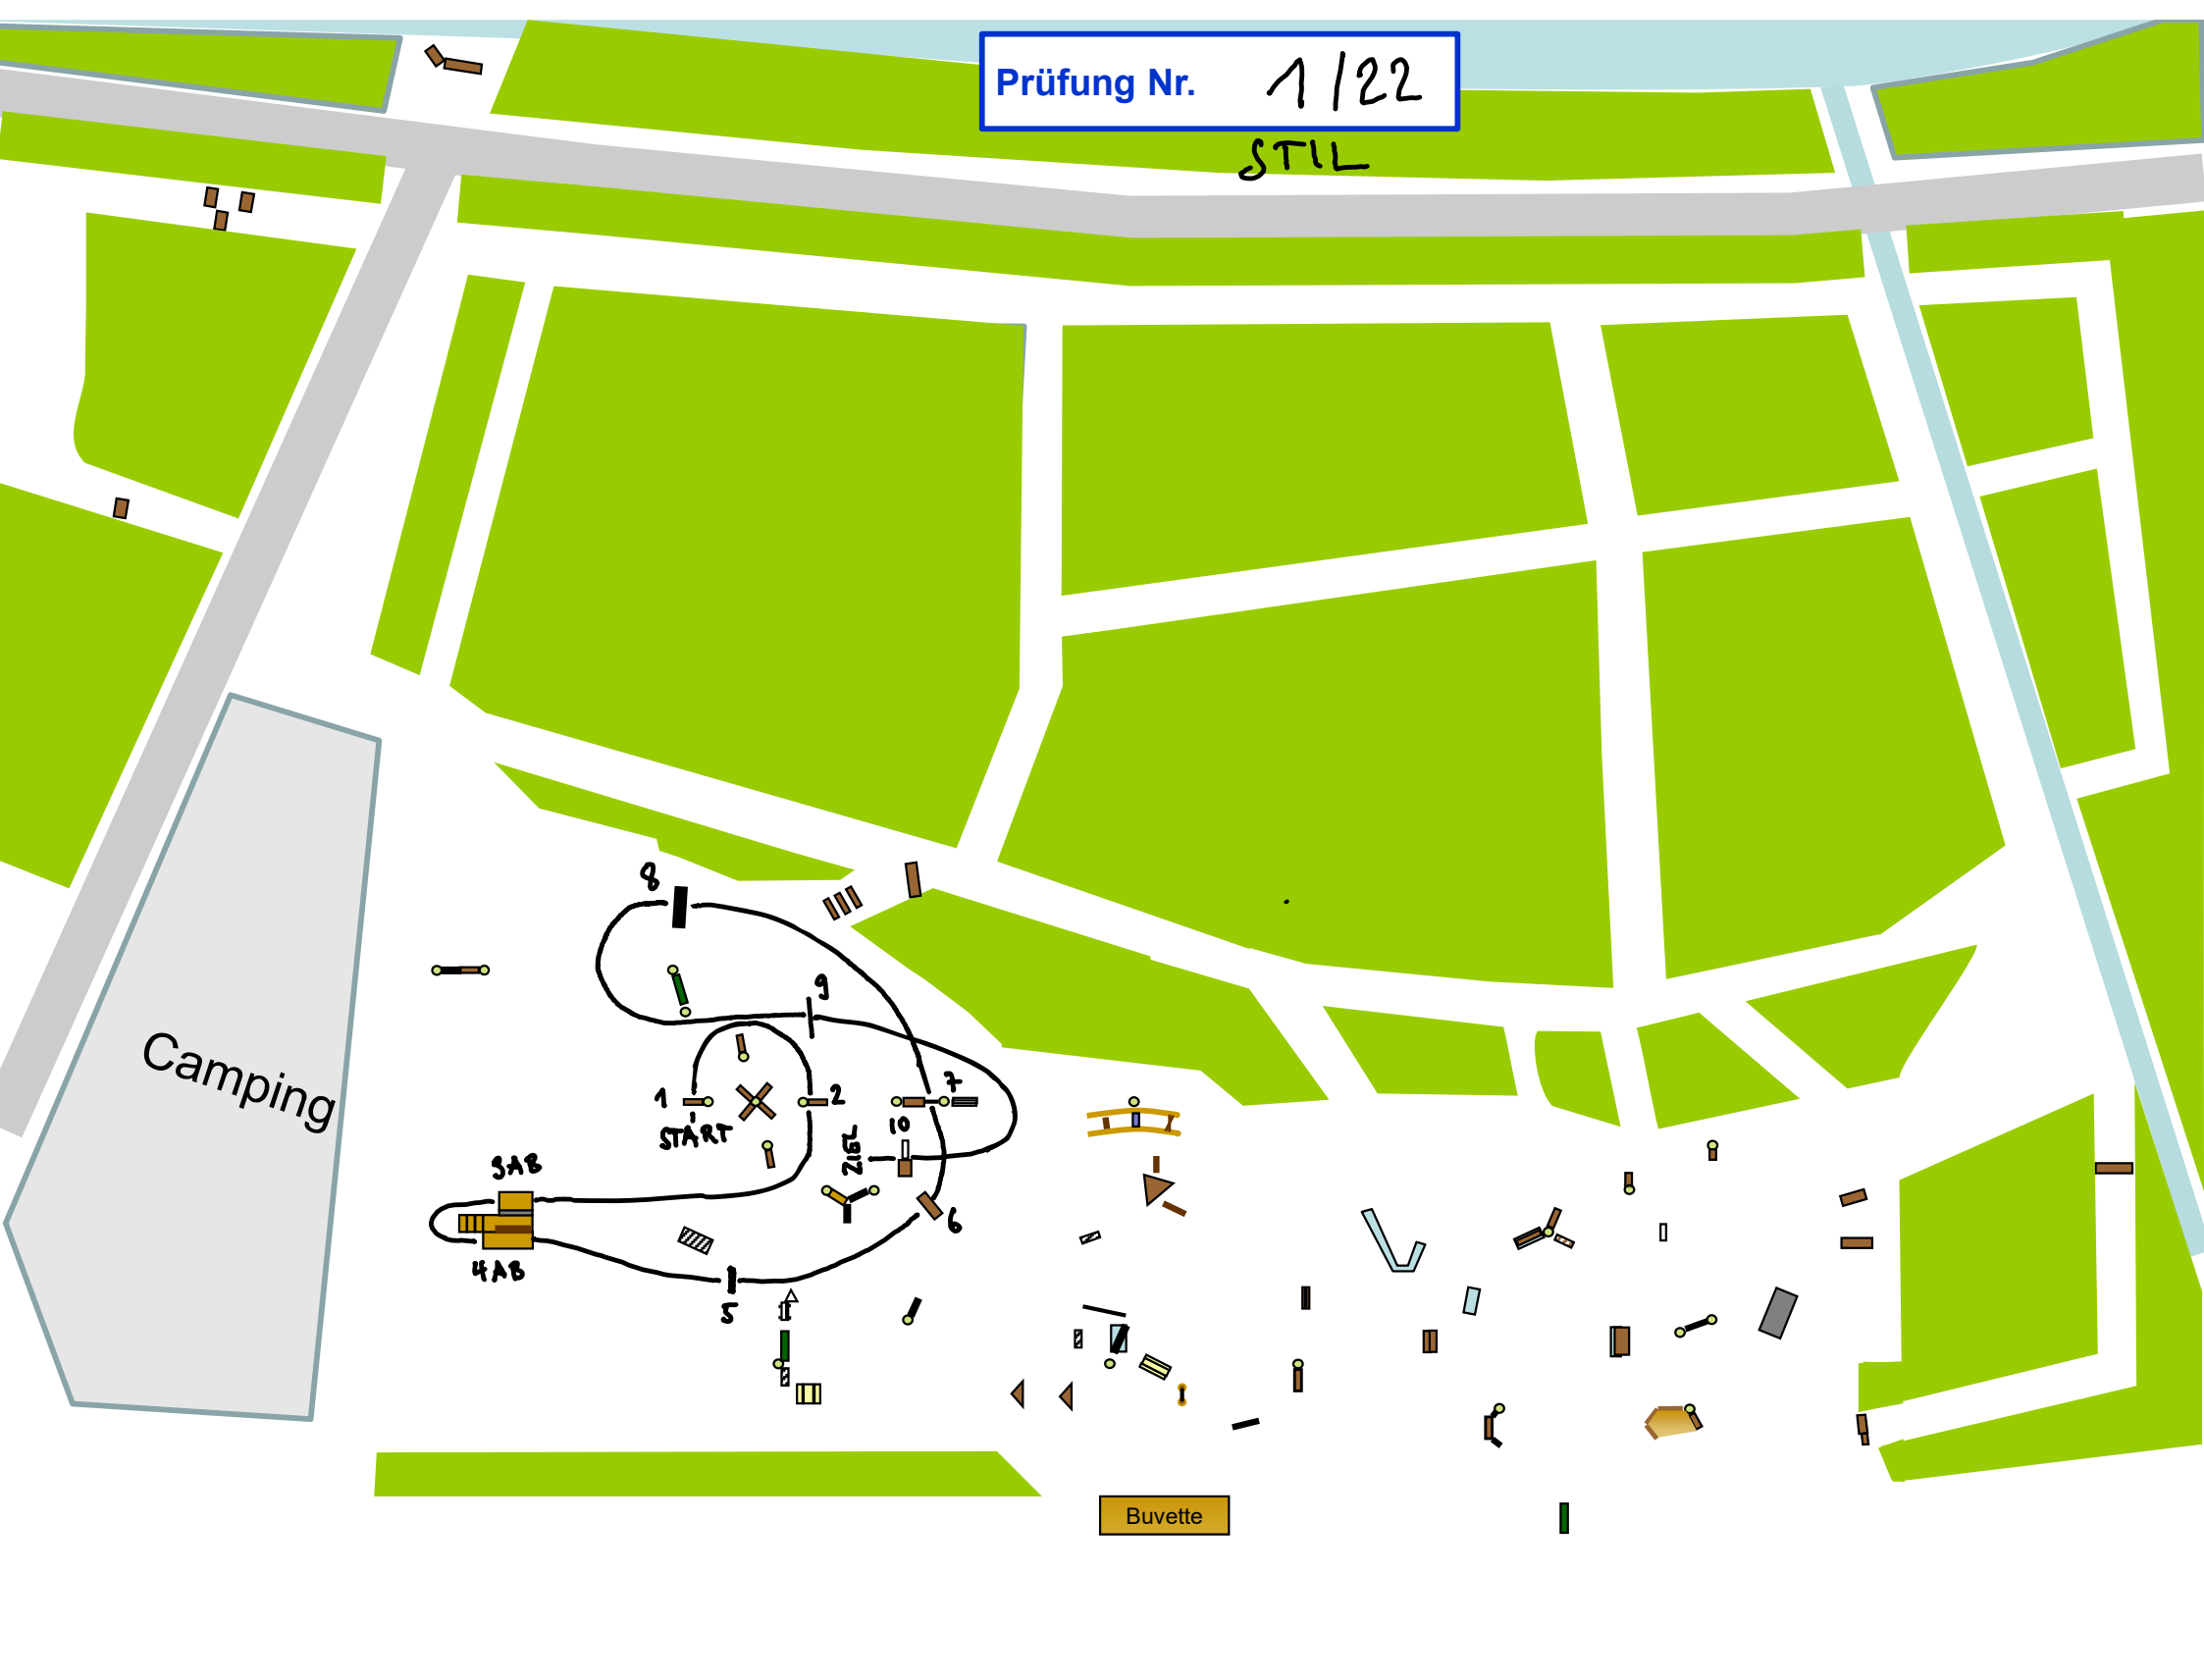 Prüfung Nr. 1/22
STIL
8
9
Camping
1
2
7
START
10
ZIEL
3AB
6
4AB
5
Buvette